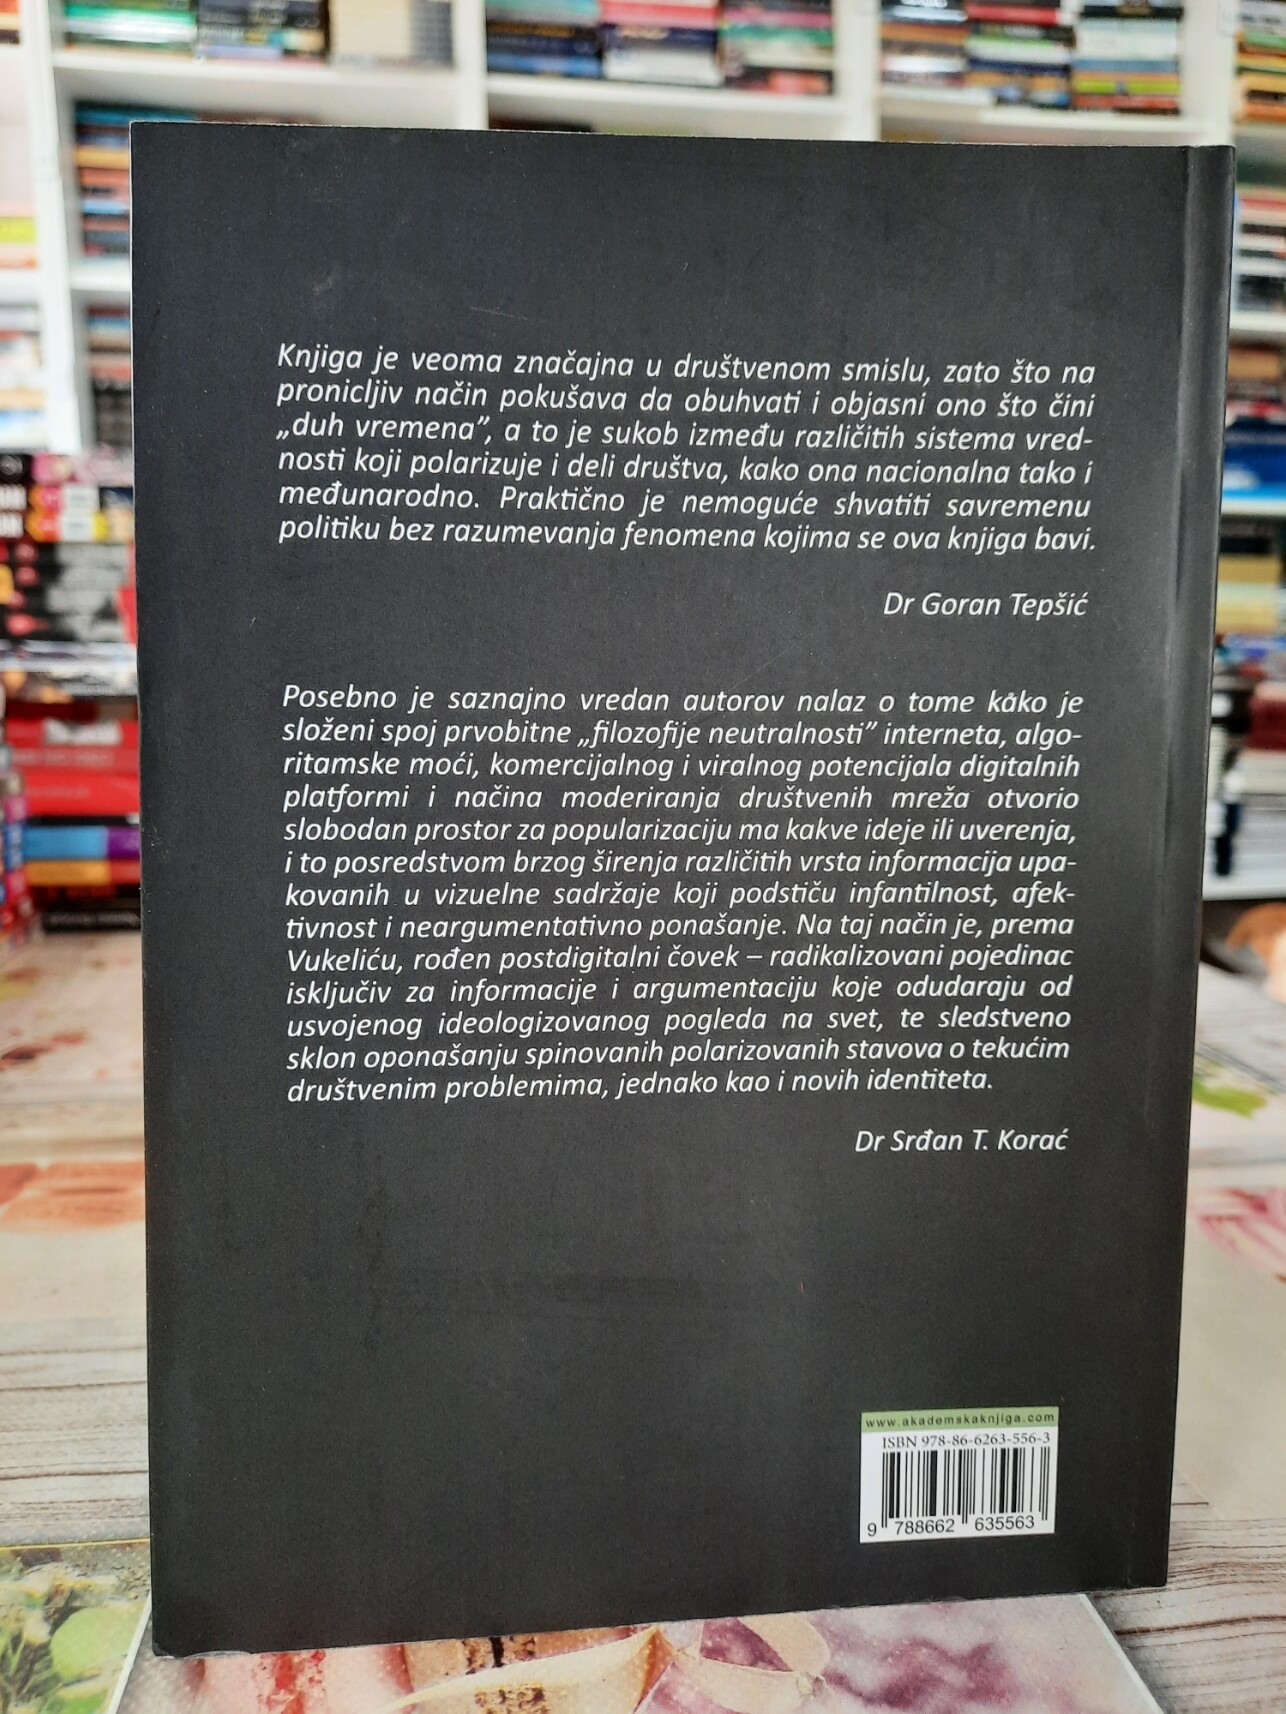 Knjiga je veoma značajna u društvenom smislu, zato što na
pronicljiv način pokušava da obuhvati i objasni ono što čini
„duh vremena”, a to je sukob između različitih sistema vred-
nosti koji polarizuje i deli društva, kako ona nacionalna tako i
međunarodno. Praktično je nemoguće shvatiti savremenu
politiku bez razumevanja fenomena kojima se ova knjiga bavi.
Dr Goran Tepšić
Posebno je saznajno vredan autorov nalaz o tome kako je
složeni spoj prvobitne „filozofije neutralnosti” interneta, algo-
ritamske moći, komercijalnog i viralnog potencijala digitalnih
platformi i načina moderiranja društvenih mreža otvorio
slobodan prostor za popularizaciju ma kakve ideje ili uverenja,
i to posredstvom brzog širenja različitih vrsta informacija upa-
kovanih u vizuelne sadržaje koji podstiču infantilnost, afek-
tivnost i neargumentativno ponašanje. Na taj način je, prema
Vukeliću, rođen postdigitalni čovek – radikalizovani pojedinac
isključiv za informacije i argumentaciju koje odudaraju od
usvojenog ideologizovanog pogleda na svet, te sledstveno
sklon oponašanju spinovanih polarizovanih stavova o tekućim
društvenim problemima, jednako kao i novih identiteta.
Dr Srđan T. Korać
www.akademskaknjiga.com
ISBN 978-86-6263-556-3
9 788662 635563